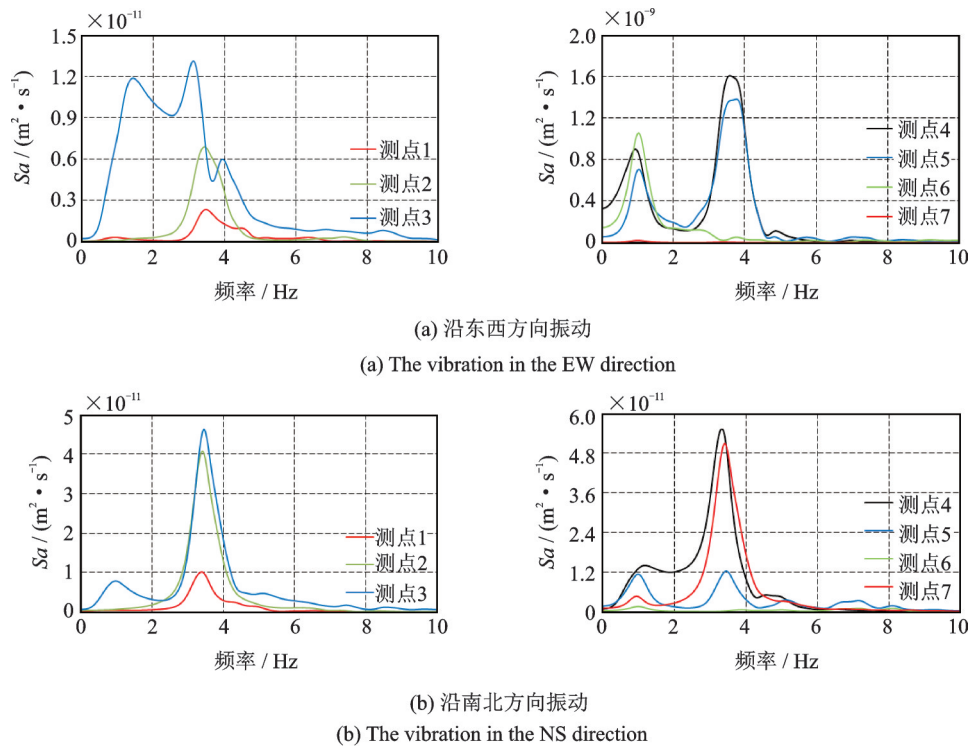 ×10⁻¹¹
1.5
1.2
0.9
0.6
0.3
0
Sa / (m²·s⁻¹)
测点1
测点2
测点3
0 2 4 6 8 10
频率 / Hz
×10⁻⁹
2.0
1.6
1.2
0.9
0.4
0
Sa / (m²·s⁻¹)
测点4
测点5
测点6
测点7
0 2 4 6 8 10
频率 / Hz
(a) 沿东西方向振动
(a) The vibration in the EW direction
×10⁻¹¹
5
4
3
2
1
0
Sa / (m²·s⁻¹)
测点1
测点2
测点3
0 2 4 6 8 10
频率 / Hz
×10⁻¹¹
6.0
4.8
3.6
2.4
1.2
0
Sa / (m²·s⁻¹)
测点4
测点5
测点6
测点7
0 2 4 6 8 10
频率 / Hz
(b) 沿南北方向振动
(b) The vibration in the NS direction